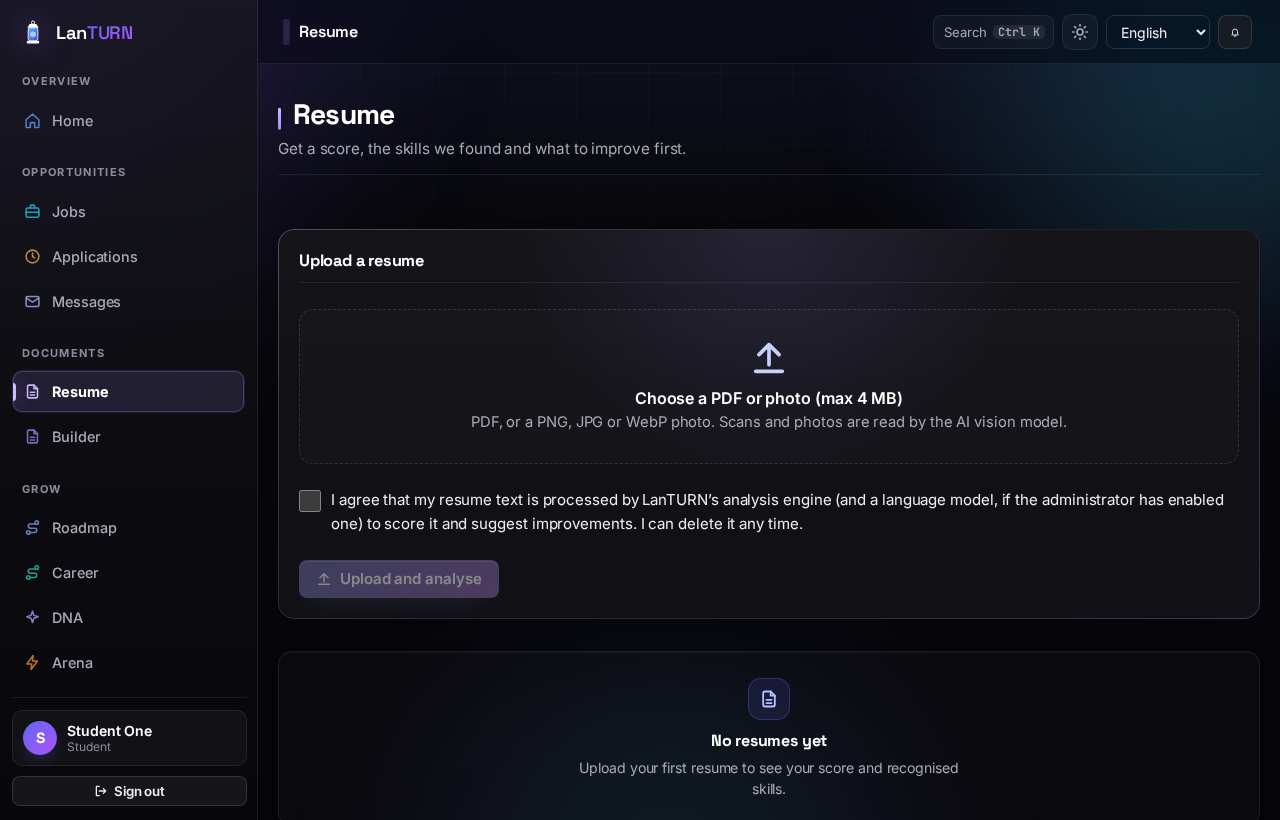 LanTURN
OVERVIEW
Home
OPPORTUNITIES
Jobs
Applications
Messages
DOCUMENTS
Resume
Builder
GROW
Roadmap
Career
DNA
Arena
S
Student One
Student
Sign out
Resume
Search Ctrl K
English
Resume
Get a score, the skills we found and what to improve first.
Upload a resume
Choose a PDF or photo (max 4 MB)
PDF, or a PNG, JPG or WebP photo. Scans and photos are read by the AI vision model.
I agree that my resume text is processed by LanTURN’s analysis engine (and a language model, if the administrator has enabled
one) to score it and suggest improvements. I can delete it any time.
Upload and analyse
No resumes yet
Upload your first resume to see your score and recognised
skills.